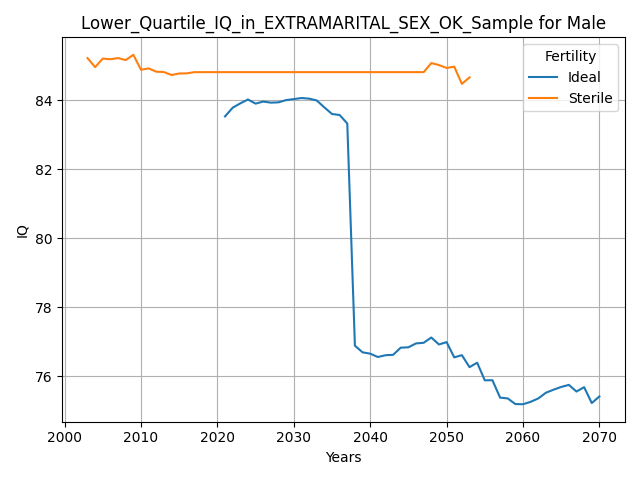 Lower_Quartile_IQ_in_EXTRAMARITAL_SEX_OK_Sample for Male
Fertility
Ideal
Sterile
IQ
84
82
80
78
76
2000 2010 2020 2030 2040 2050 2060 2070
Years